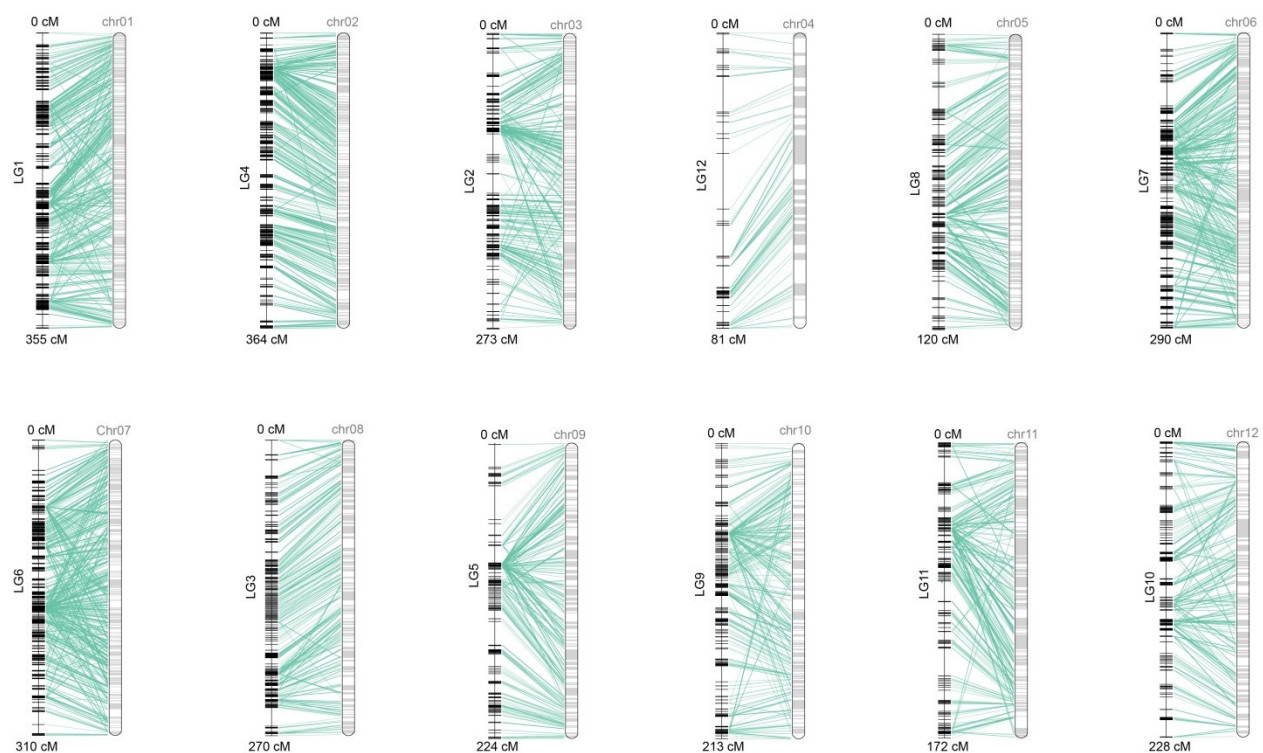 0 cM chr01
LG1
355 cM
0 cM chr02
LG4
364 cM
0 cM chr03
LG2
273 cM
0 cM chr04
LG12
81 cM
0 cM chr05
LG8
120 cM
0 cM chr06
LG7
290 cM
0 cM Chr07
LG6
310 cM
0 cM chr08
LG3
270 cM
0 cM chr09
LG5
224 cM
0 cM chr10
LG9
213 cM
0 cM chr11
LG11
172 cM
0 cM chr12
LG10
228 cM